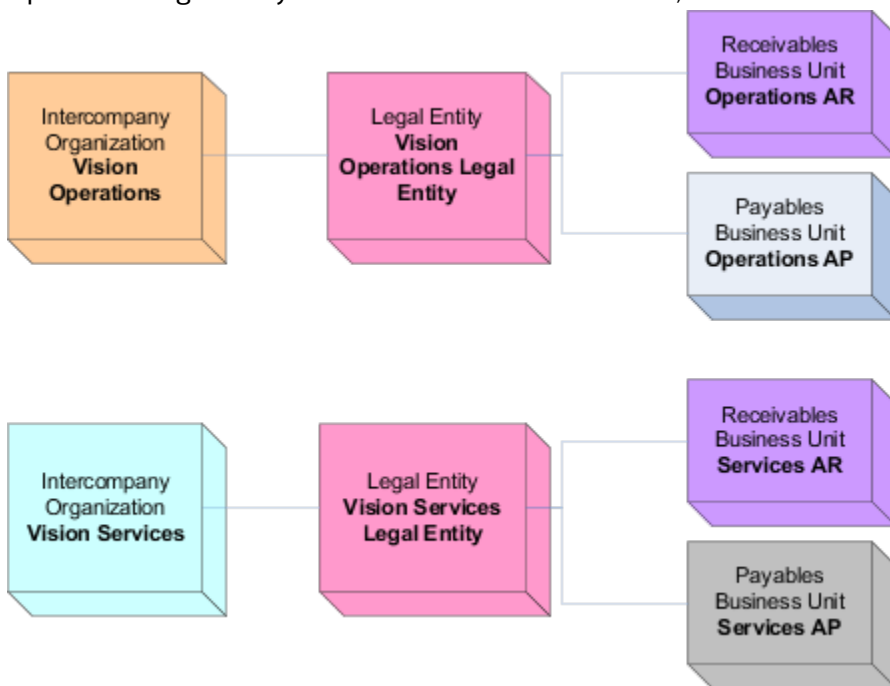 Intercompany
Organization
Vision
Operations
Legal Entity
Vision
Operations Legal
Entity
Receivables
Business Unit
Operations AR
Payables
Business Unit
Operations AP
Intercompany
Organization
Vision Services
Legal Entity
Vision Services
Legal Entity
Receivables
Business Unit
Services AR
Payables
Business Unit
Services AP